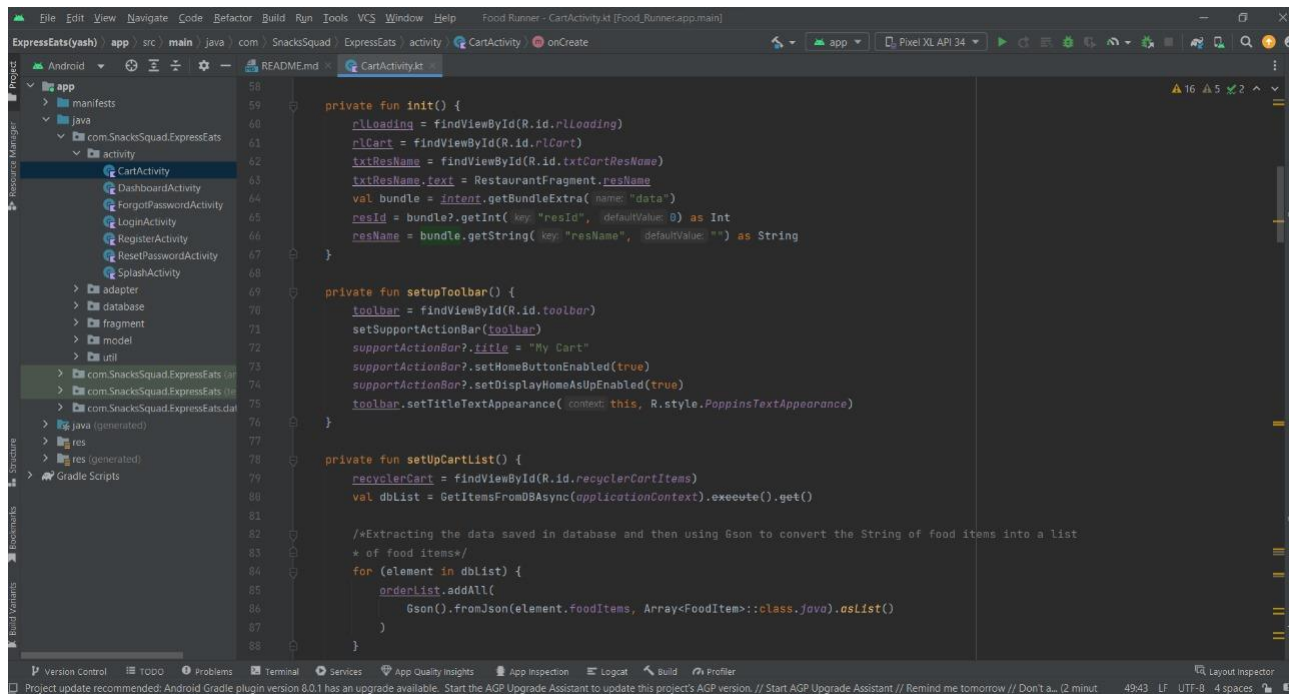 File Edit View Navigate Code Refactor Build Run Tools VCS Window Help Food Runner - CartActivity.kt [Food_Runner.app.main]
ExpressEats(yash) app src main java com SnacksSquad ExpressEats activity CartActivity onCreate app Pixel XL API 34
Project Android README.md CartActivity.kt
16 5 2
app
manifests
java
com.SnacksSquad.ExpressEats
activity
CartActivity
DashboardActivity
ForgotPasswordActivity
LoginActivity
RegisterActivity
ResetPasswordActivity
SplashActivity
adapter
database
fragment
model
util
com.SnacksSquad.ExpressEats (an
com.SnacksSquad.ExpressEats (te
com.SnacksSquad.ExpressEats.dat
java (generated)
res
res (generated)
Gradle Scripts
Resource Manager
Structure
Bookmarks
Build Variants
58
59 private fun init() {
60 rlLoading = findViewById(R.id.rlLoading)
61 rlCart = findViewById(R.id.rlCart)
62 txtResName = findViewById(R.id.txtCartResName)
63 txtResName.text = RestaurantFragment.resName
64 val bundle = intent.getBundleExtra( name: "data")
65 resId = bundle?.getInt( key: "resId", defaultValue: 0) as Int
66 resName = bundle.getString( key: "resName", defaultValue: "") as String
67 }
68
69 private fun setupToolbar() {
70 toolbar = findViewById(R.id.toolbar)
71 setSupportActionBar(toolbar)
72 supportActionBar?.title = "My Cart"
73 supportActionBar?.setHomeButtonEnabled(true)
74 supportActionBar?.setDisplayHomeAsUpEnabled(true)
75 toolbar.setTitleTextAppearance( context: this, R.style.PoppinsTextAppearance)
76 }
77
78 private fun setUpCartList() {
79 recyclerCart = findViewById(R.id.recyclerCartItems)
80 val dbList = GetItemsFromDBAsync(applicationContext).execute().get()
81
82 /*Extracting the data saved in database and then using Gson to convert the String of food items into a list
83 * of food items*/
84 for (element in dbList) {
85 orderList.addAll(
86 Gson().fromJson(element.foodItems, Array<FoodItem>::class.java).asList()
87 )
88 }
Version Control TODO Problems Terminal Services App Quality Insights App Inspection Logcat Build Profiler Layout Inspector
Project update recommended: Android Gradle plugin version 8.0.1 has an upgrade available. Start the AGP Upgrade Assistant to update this project's AGP version. // Start AGP Upgrade Assistant // Remind me tomorrow // Don't a... (2 minut 49:43 LF UTF-8 4 spaces